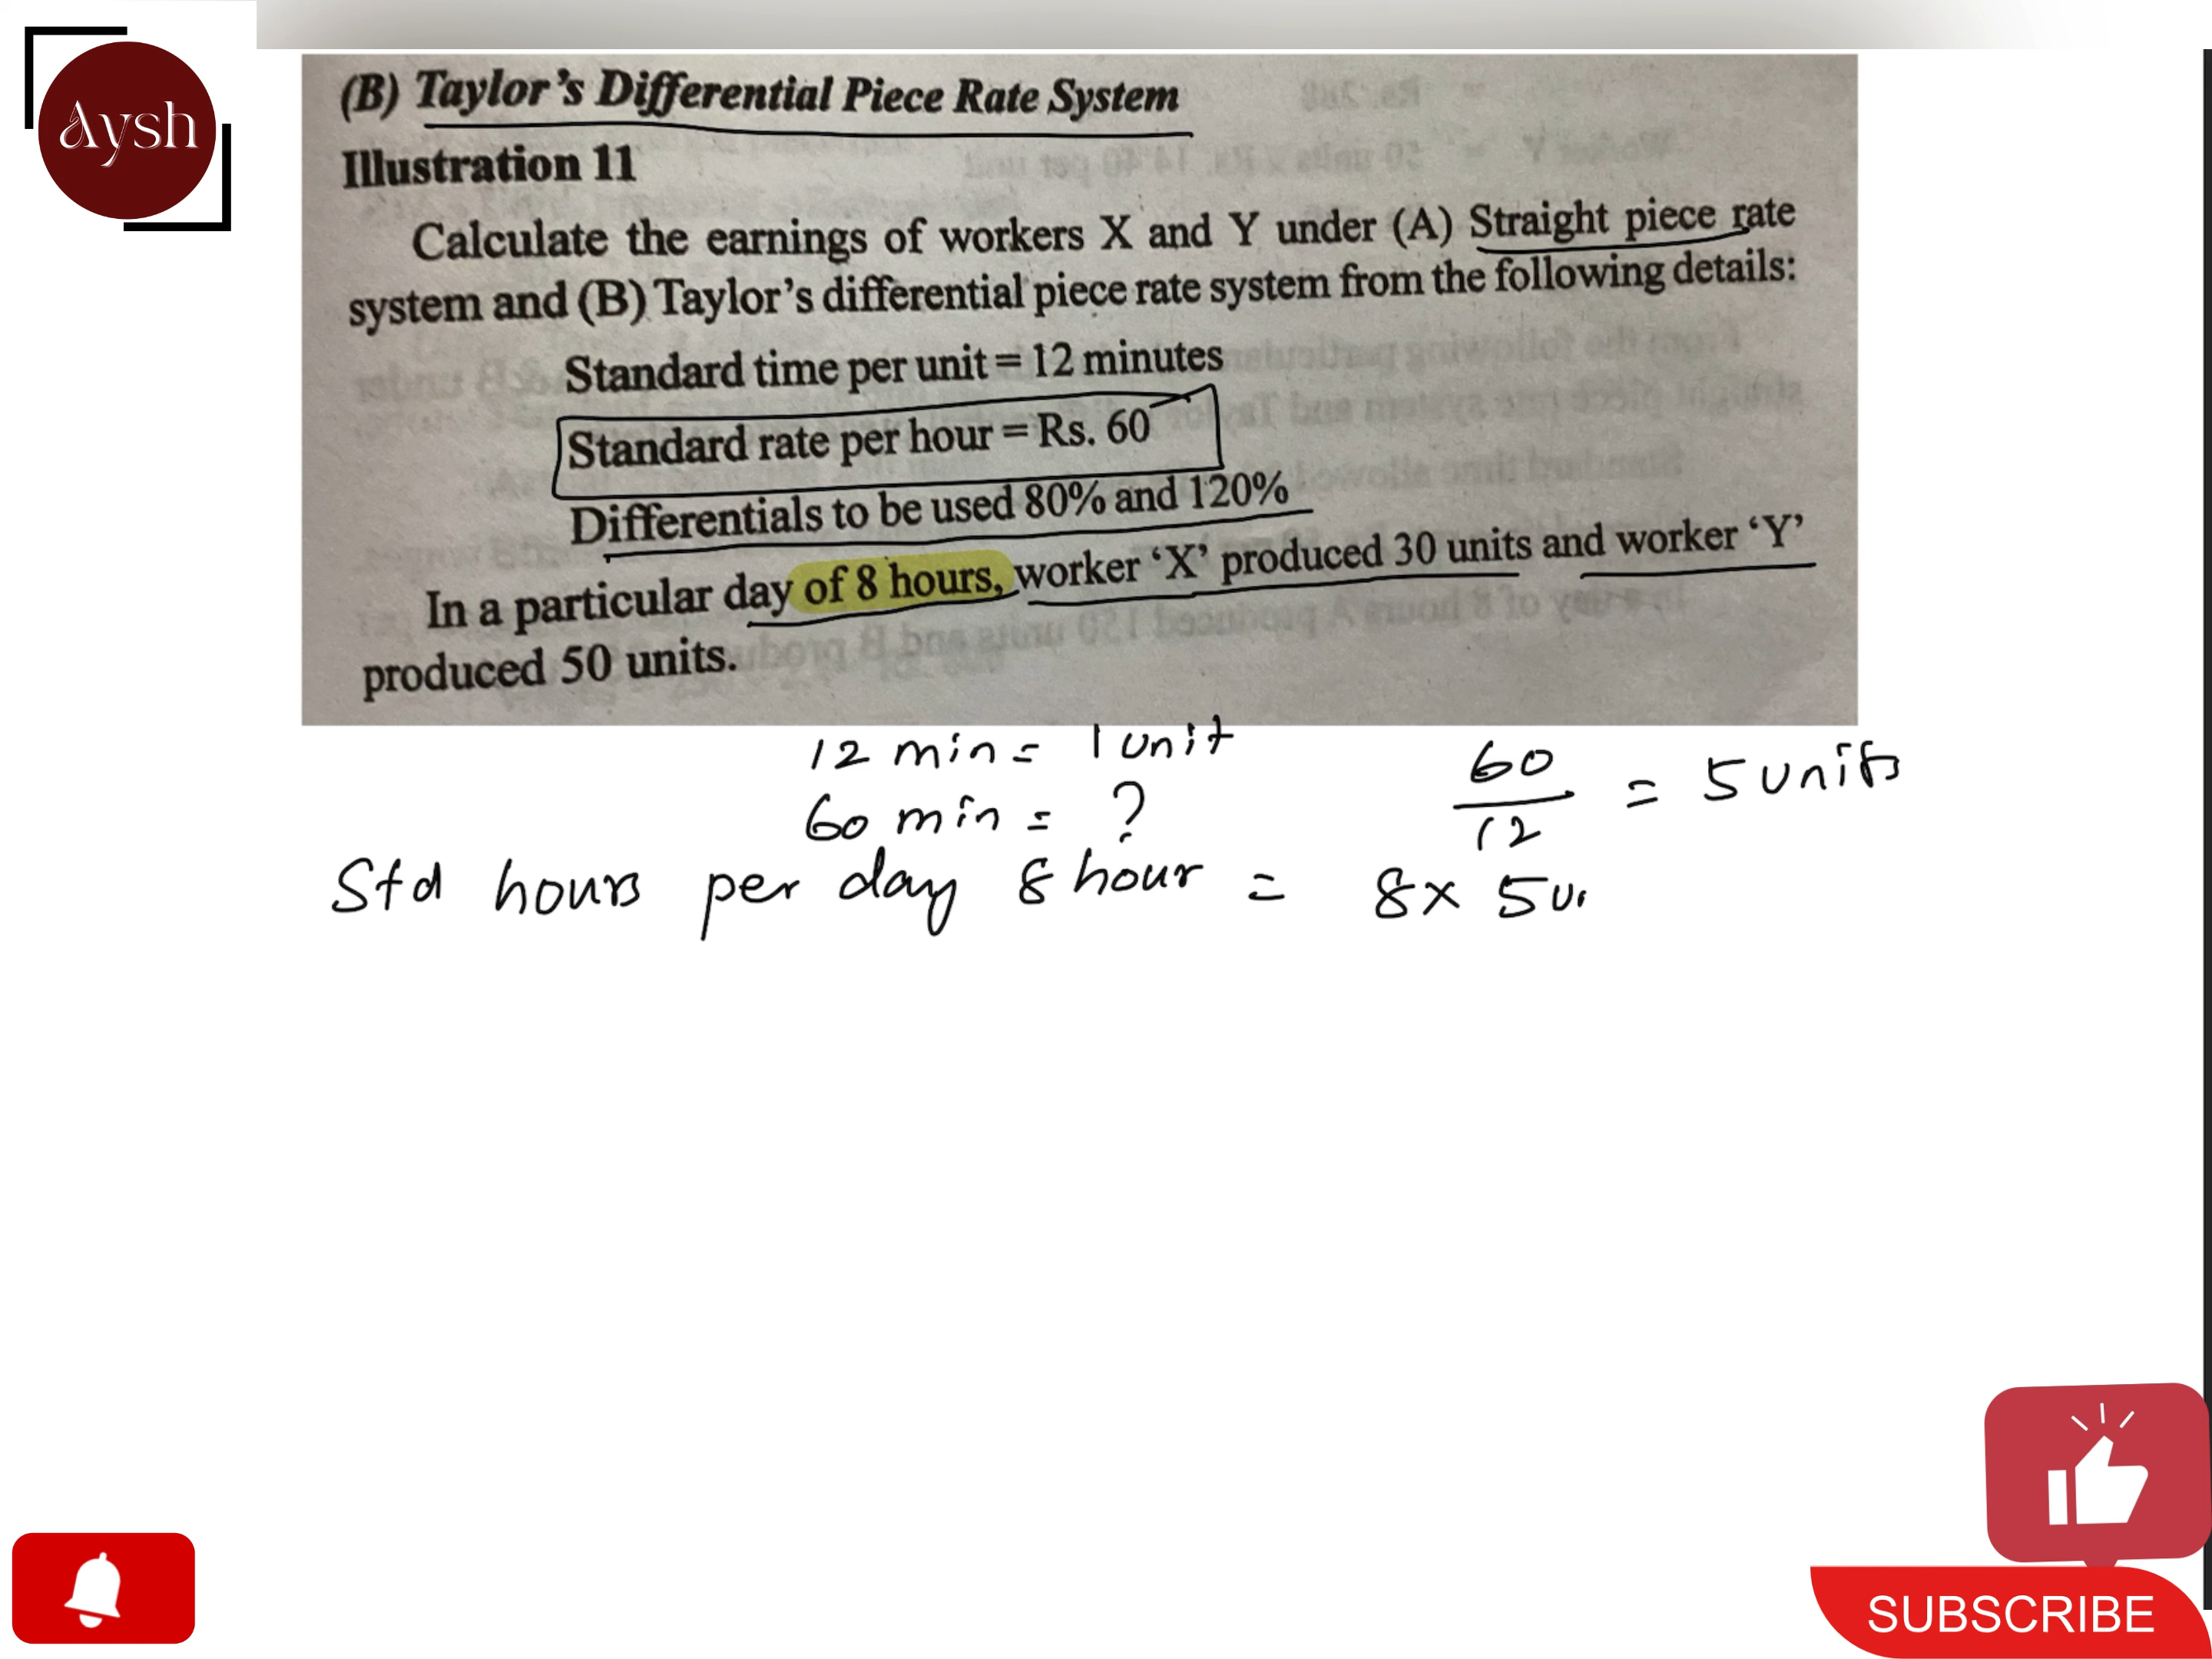 Aysh
(B) Taylor's Differential Piece Rate System
Illustration 11
Calculate the earnings of workers X and Y under (A) Straight piece rate
system and (B) Taylor's differential piece rate system from the following details:
Standard time per unit = 12 minutes
Standard rate per hour = Rs. 60
Differentials to be used 80% and 120%
In a particular day of 8 hours, worker 'X' produced 30 units and worker 'Y'
produced 50 units.
12 min = 1 unit
60 min = ?
60
12
= 5 units
Std hours per day 8 hour = 8 x 5
SUBSCRIBE